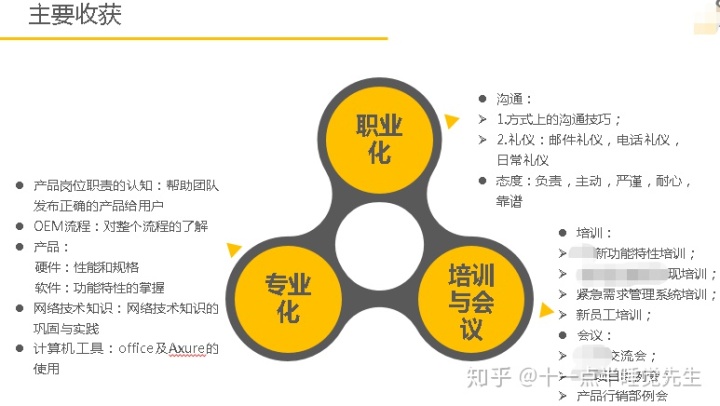 主要收获
职业
化
● 沟通：
➢ 1.方式上的沟通技巧；
➢ 2.礼仪：邮件礼仪，电话礼仪，
日常礼仪
● 态度：负责，主动，严谨，耐心，
靠谱
● 产品岗位职责的认知：帮助团队
发布正确的产品给用户
● OEM流程：对整个流程的了解
● 产品：
硬件：性能和规格
软件：功能特性的掌握
● 网络技术知识：网络技术知识的
巩固与实践
● 计算机工具：office及Axure的
使用
专业
化
培训
与会
议
● 培训：
➢ 新功能特性培训；
➢ 现培训；
➢ 紧急需求管理系统培训；
➢ 新员工培训；
● 会议：
➢ 交流会；
➢ 项目例会
➢ 产品行销部例会
知乎 @十一点半睡觉先生